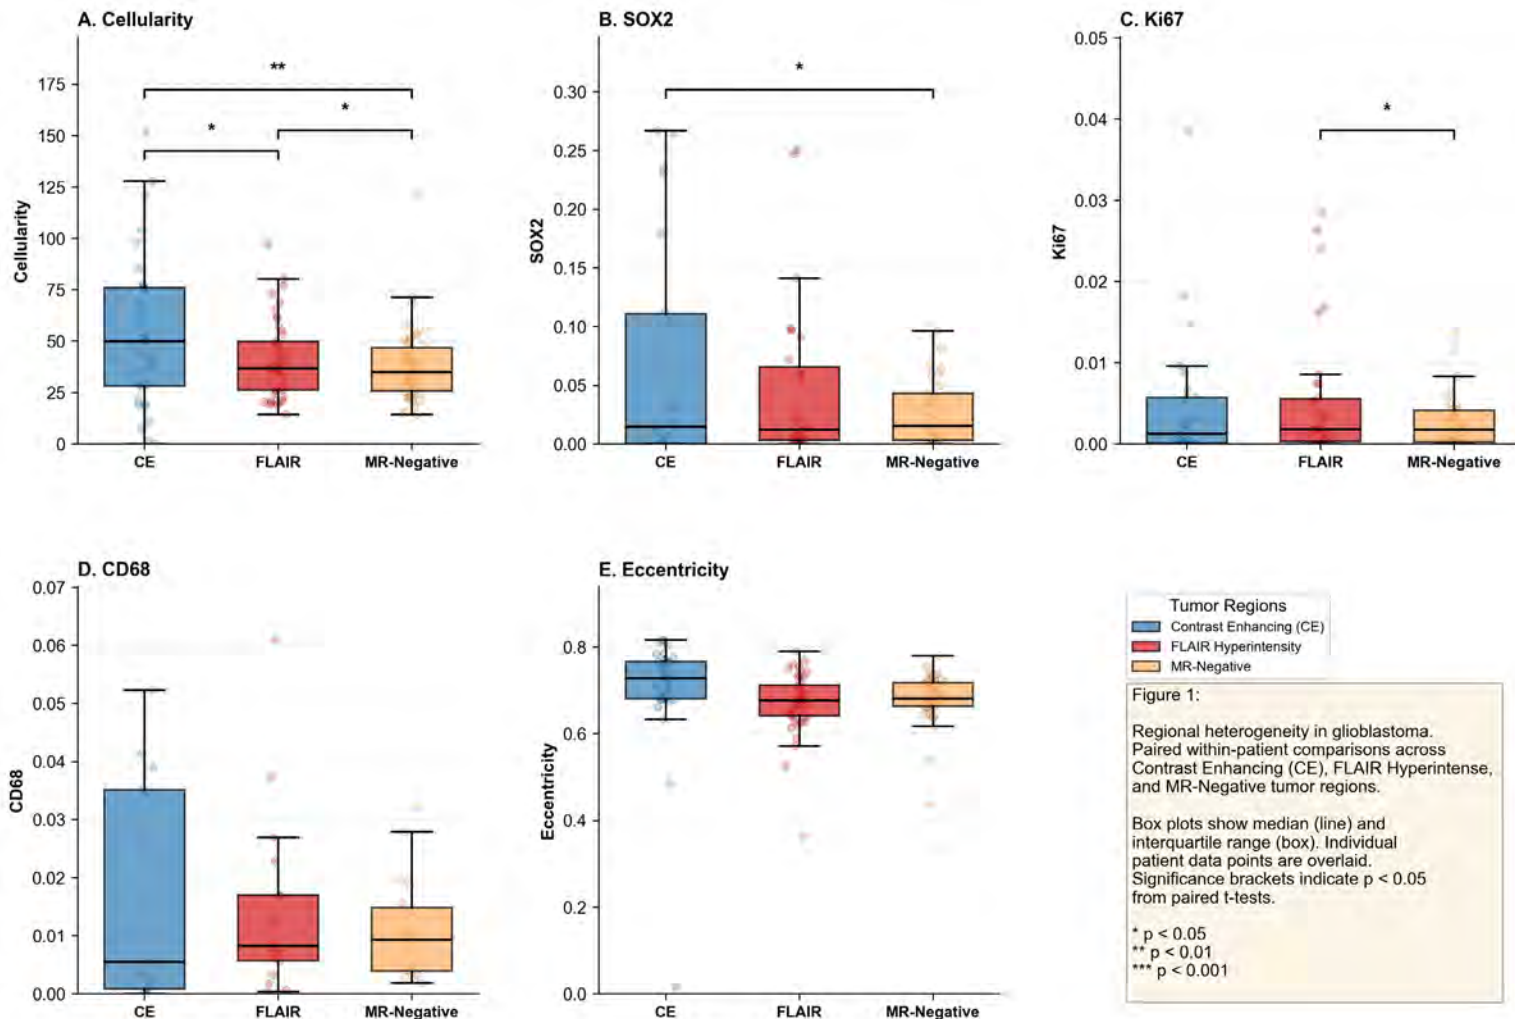 A. Cellularity
Cellularity
175
150
125
100
75
50
25
0
**
*
*
CE
FLAIR
MR-Negative
B. SOX2
SOX2
0.30
0.25
0.20
0.15
0.10
0.05
0.00
*
CE
FLAIR
MR-Negative
C. Ki67
Ki67
0.05
0.04
0.03
0.02
0.01
0.00
*
CE
FLAIR
MR-Negative
D. CD68
CD68
0.07
0.06
0.05
0.04
0.03
0.02
0.01
0.00
CE
FLAIR
MR-Negative
E. Eccentricity
Eccentricity
0.8
0.6
0.4
0.2
0.0
CE
FLAIR
MR-Negative
Tumor Regions
Contrast Enhancing (CE)
FLAIR Hyperintensity
MR-Negative
Figure 1:
Regional heterogeneity in glioblastoma.
Paired within-patient comparisons across
Contrast Enhancing (CE), FLAIR Hyperintense,
and MR-Negative tumor regions.
Box plots show median (line) and
interquartile range (box). Individual
patient data points are overlaid.
Significance brackets indicate p < 0.05
from paired t-tests.
* p < 0.05
** p < 0.01
*** p < 0.001